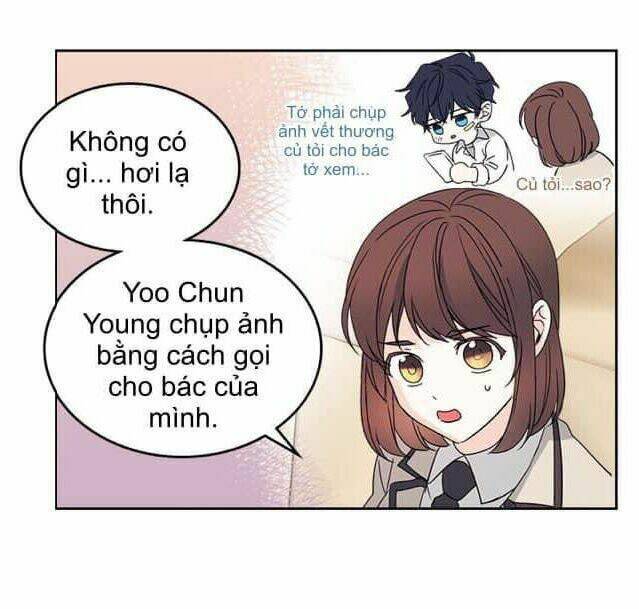 Không có
gì... hơi lạ
thôi.
Tớ phải chụp
ảnh vết thương
củ tỏi cho bác
tớ xem...
Củ tỏi...sao?
Yoo Chun
Young chụp ảnh
bằng cách gọi
cho bác của
mình.